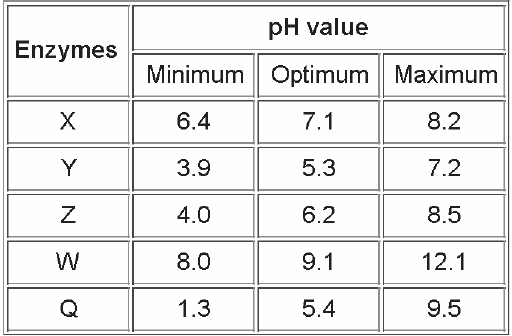 Enzymes pH value
Minimum Optimum Maximum
X 6.4 7.1 8.2
Y 3.9 5.3 7.2
Z 4.0 6.2 8.5
W 8.0 9.1 12.1
Q 1.3 5.4 9.5